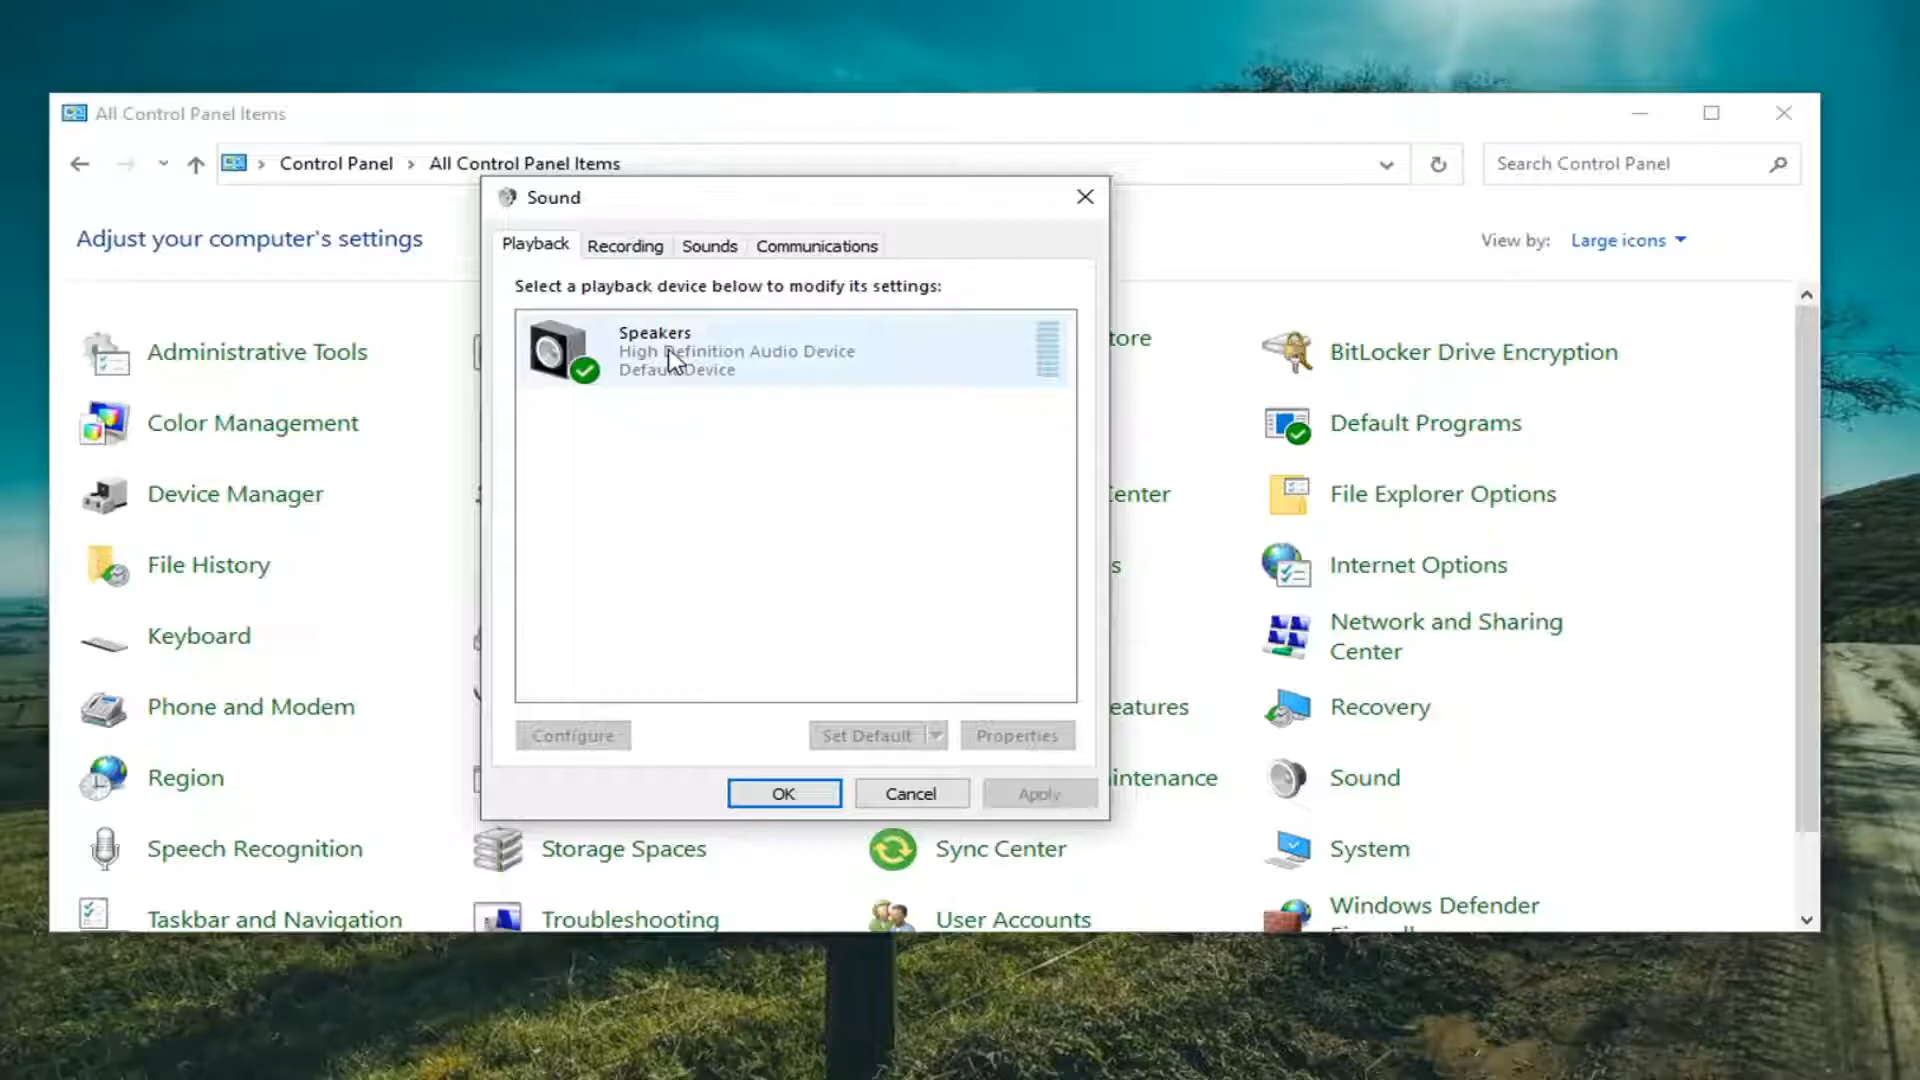 All Control Panel Items
Control Panel
All Control Panel Items
Search Control Panel
Adjust your computer's settings
View by:
Large icons
Sound
Playback
Recording
Sounds
Communications
Select a playback device below to modify its settings:
Speakers
High Definition Audio Device
Default Device
Configure
Set Default
Properties
OK
Cancel
Apply
Administrative Tools
tore
BitLocker Drive Encryption
Color Management
Default Programs
Device Manager
Center
File Explorer Options
File History
s
Internet Options
Keyboard
Network and Sharing
Center
Phone and Modem
eatures
Recovery
Region
intenance
Sound
Speech Recognition
Storage Spaces
Sync Center
System
Taskbar and Navigation
Troubleshooting
User Accounts
Windows Defender